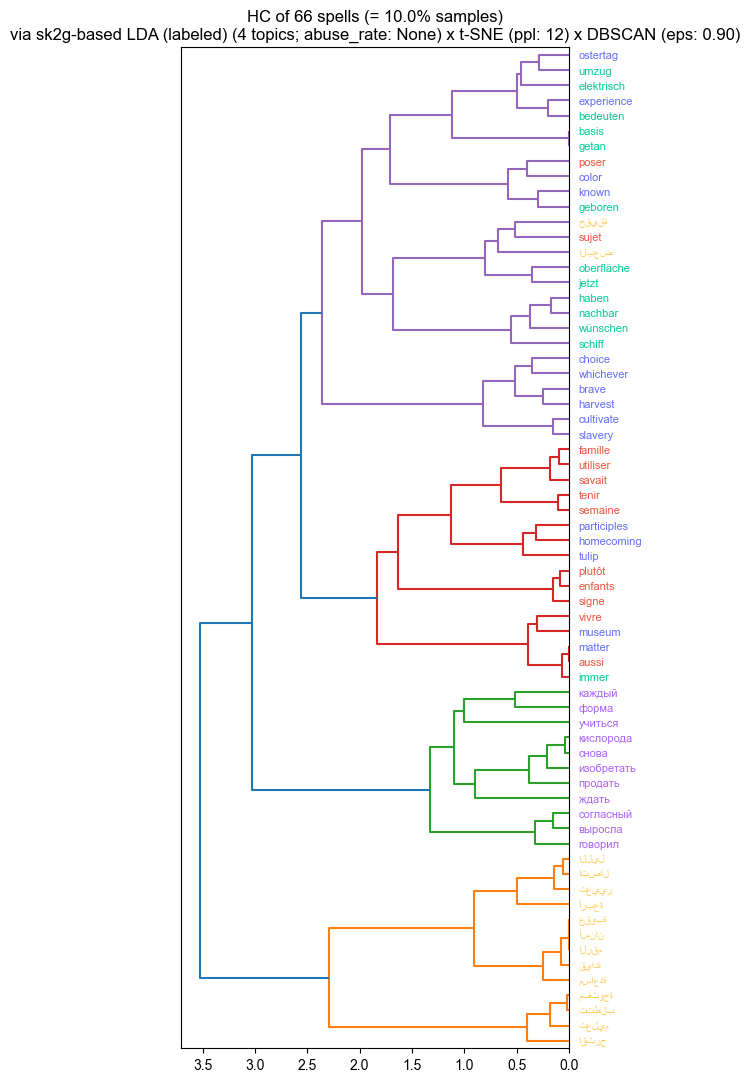 HC of 66 spells (= 10.0% samples)
via sk2g-based LDA (labeled) (4 topics; abuse_rate: None) x t-SNE (ppl: 12) x DBSCAN (eps: 0.90)
ostertag
umzug
elektrisch
experience
bedeuten
basis
getan
poser
color
known
geboren
حقيقة
sujet
البعض
oberfläche
jetzt
haben
nachbar
wünschen
schiff
choice
whichever
brave
harvest
cultivate
slavery
famille
utiliser
savait
tenir
semaine
participles
homecoming
tulip
plutôt
enfants
signe
vivre
museum
matter
aussi
immer
каждый
форма
учиться
кислорода
снова
изобретать
продать
ждать
согласный
выросла
говорил
الليل
اتصال
تغيير
أربعة
عقوبة
أسنان
الرقم
قيادة
مساعدة
مفتوحة
تتطلب
تعليم
اقترح
3.5 3.0 2.5 2.0 1.5 1.0 0.5 0.0